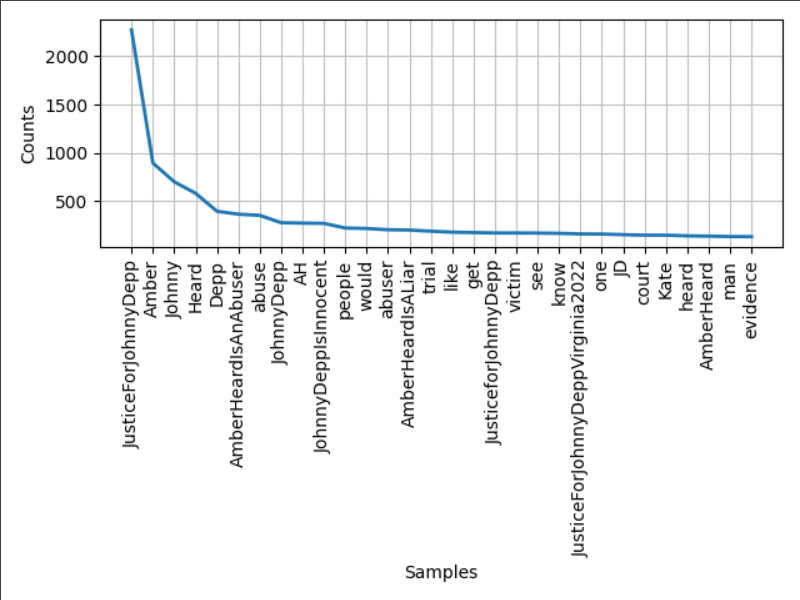 2000
1500
1000
500
Counts
JusticeForJohnnyDepp
Amber
Johnny
Heard
Depp
AmberHeardIsAnAbuser
abuse
JohnnyDepp
AH
JohnnyDeppIsInnocent
people
would
abuser
AmberHeardIsALiar
trial
like
get
JusticeforJohnnyDepp
victim
see
know
JusticeForJohnnyDeppVirginia2022
one
JD
court
Kate
heard
AmberHeard
man
evidence
Samples